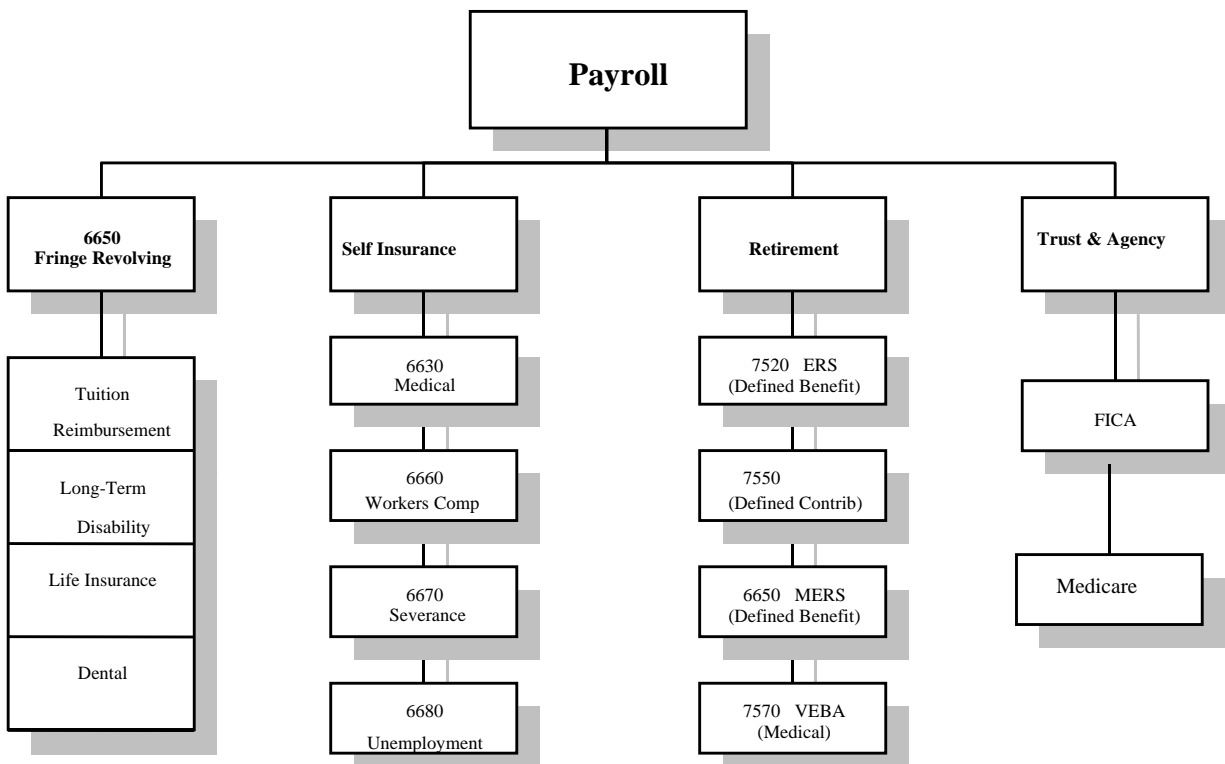 Payroll
6650
Fringe Revolving
Self Insurance
Retirement
Trust & Agency
Tuition
Reimbursement
Long-Term
Disability
Life Insurance
Dental
6630
Medical
6660
Workers Comp
6670
Severance
6680
Unemployment
7520 ERS
(Defined Benefit)
7550
(Defined Contrib)
6650 MERS
(Defined Benefit)
7570 VEBA
(Medical)
FICA
Medicare